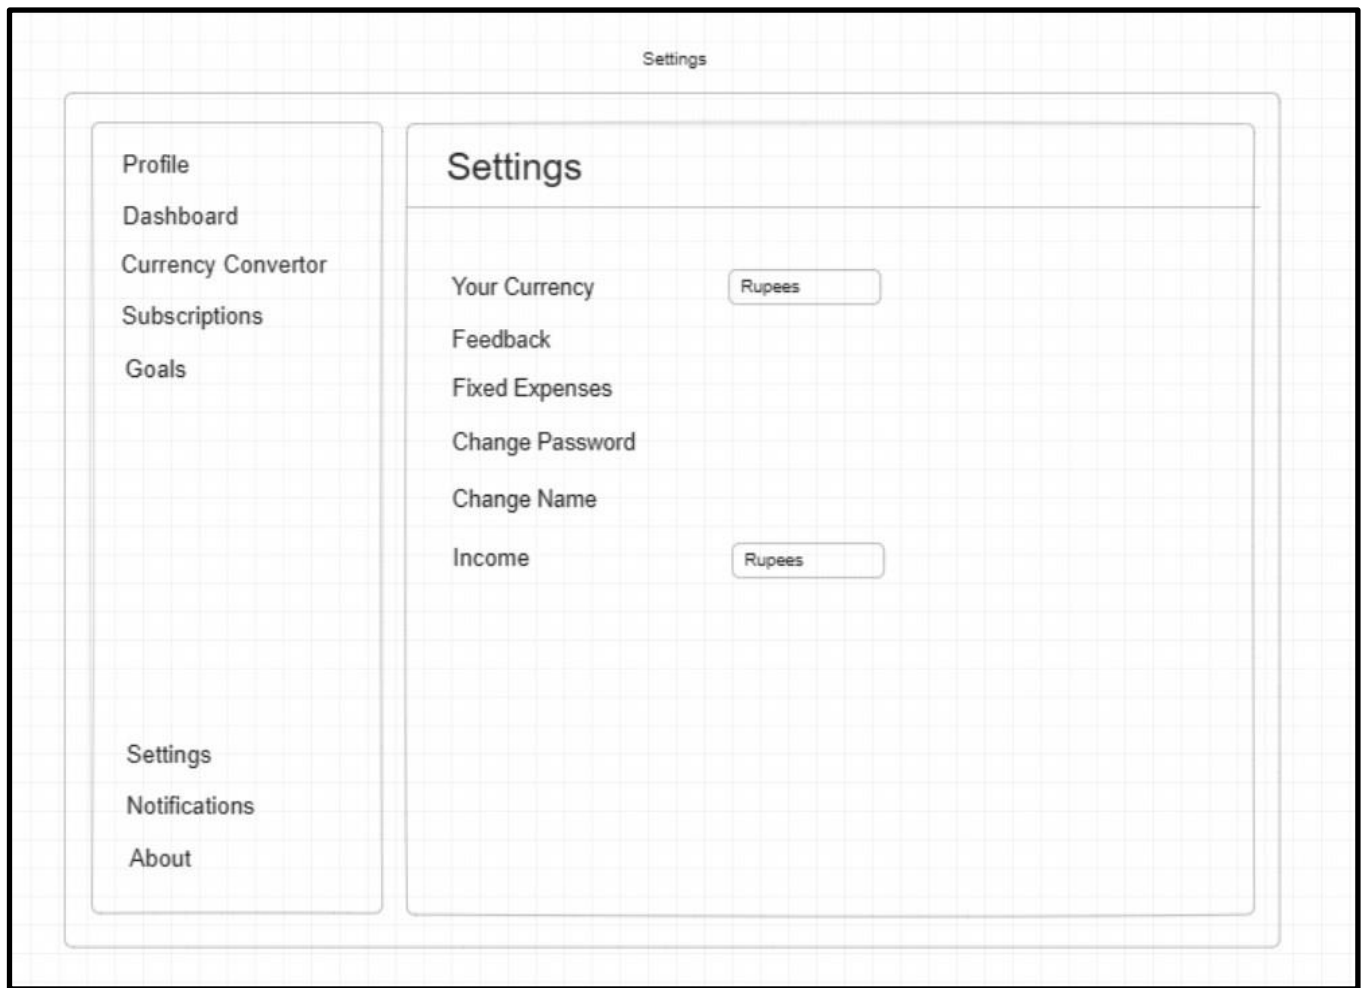 Settings
Profile
Dashboard
Currency Convertor
Subscriptions
Goals
Settings
Notifications
About
Settings
Your Currency Rupees
Feedback
Fixed Expenses
Change Password
Change Name
Income Rupees